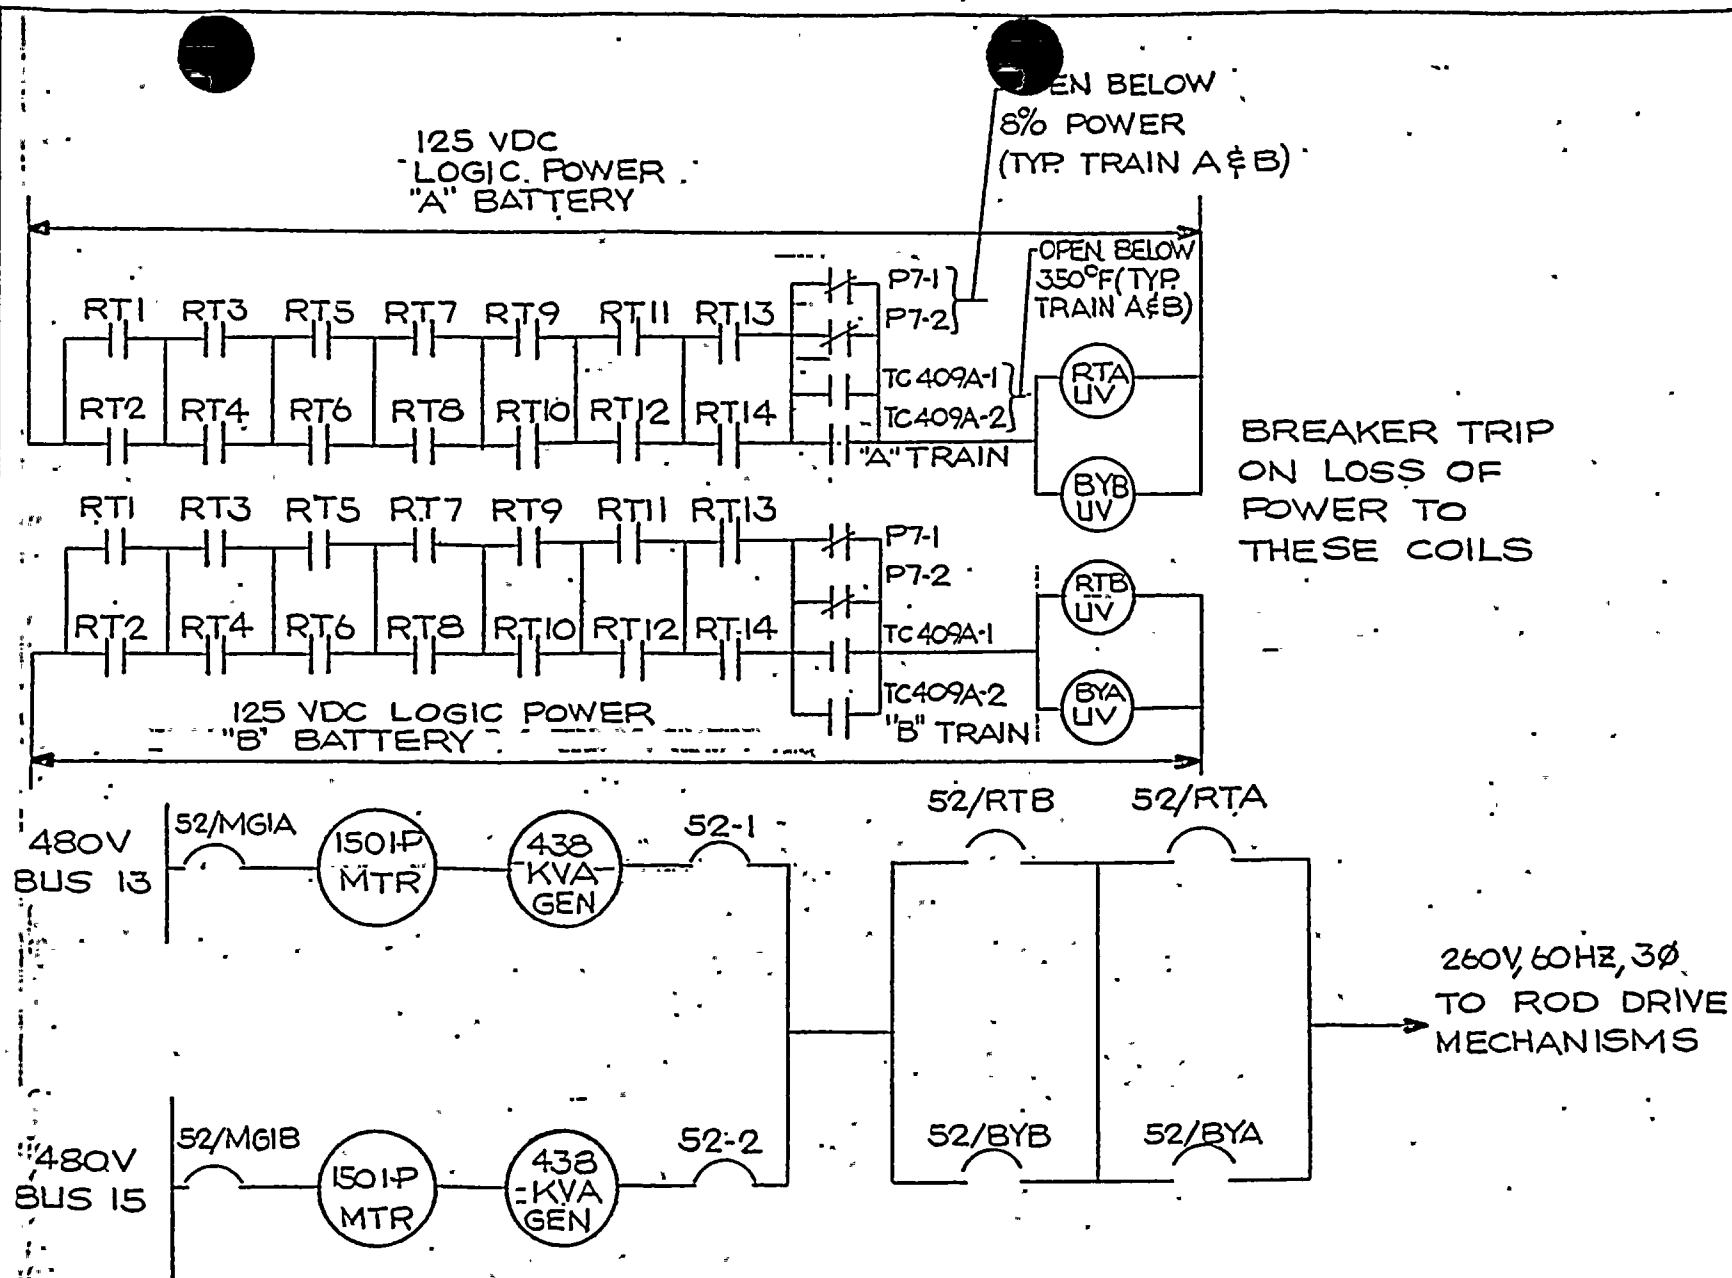 EN BELOW
8% POWER
(TYP. TRAIN A & B)
125 VDC
LOGIC POWER
"A" BATTERY
OPEN BELOW
350°F (TYP.
TRAIN A&B)
P7-1
P7-2
RT1 RT3 RT5 RT7 RT9 RT11 RT13
TC409A-1
TC409A-2
RTA
UV
RT2 RT4 RT6 RT8 RT10 RT12 RT14
"A" TRAIN
BYB
UV
BREAKER TRIP
ON LOSS OF
POWER TO
THESE COILS
RT1 RT3 RT5 RT7 RT9 RT11 RT13
P7-1
P7-2
RTB
UV
RT2 RT4 RT6 RT8 RT10 RT12 RT14
TC409A-1
TC409A-2
"B" TRAIN
BYA
UV
125 VDC LOGIC POWER
"B" BATTERY
52/RTB 52/RTA
480V
BUS 13
52/MG1A
150HP
MTR
438
KVA
GEN
52-1
260V, 60HZ, 3Ø
TO ROD DRIVE
MECHANISMS
52/BYB 52/BYA
480V
BUS 15
52/MG1B
150HP
MTR
438
KVA
GEN
52-2